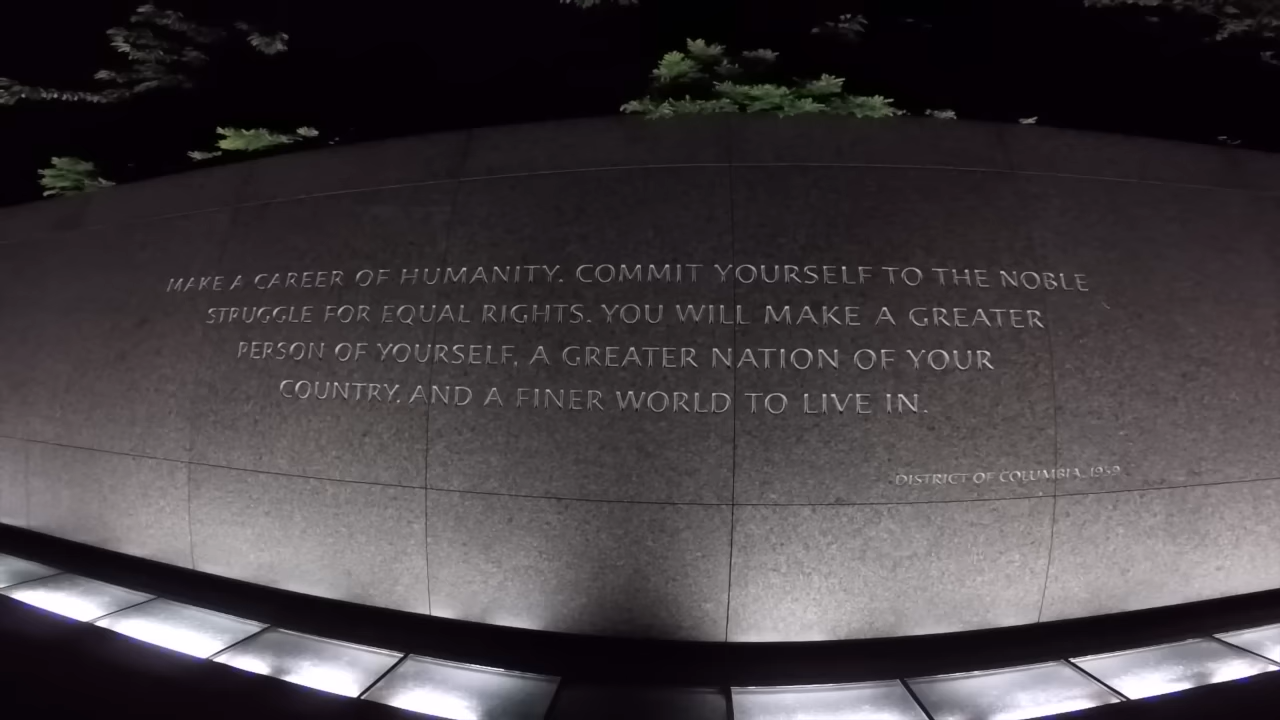 MAKE A CAREER OF HUMANITY. COMMIT YOURSELF TO THE NOBLE
STRUGGLE FOR EQUAL RIGHTS. YOU WILL MAKE A GREATER
PERSON OF YOURSELF, A GREATER NATION OF YOUR
COUNTRY, AND A FINER WORLD TO LIVE IN.
DISTRICT OF COLUMBIA, 1959